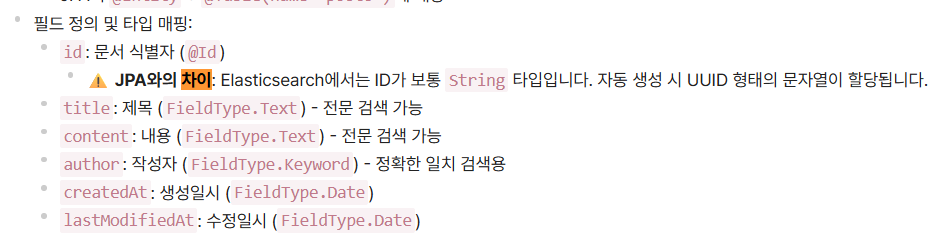 필드 정의 및 타입 매핑:
id: 문서 식별자 (@Id)
⚠️ JPA와의 차이: Elasticsearch에서는 ID가 보통 String 타입입니다. 자동 생성 시 UUID 형태의 문자열이 할당됩니다.
title: 제목 (FieldType.Text) - 전문 검색 가능
content: 내용 (FieldType.Text) - 전문 검색 가능
author: 작성자 (FieldType.Keyword) - 정확한 일치 검색용
createdAt: 생성일시 (FieldType.Date)
lastModifiedAt: 수정일시 (FieldType.Date)